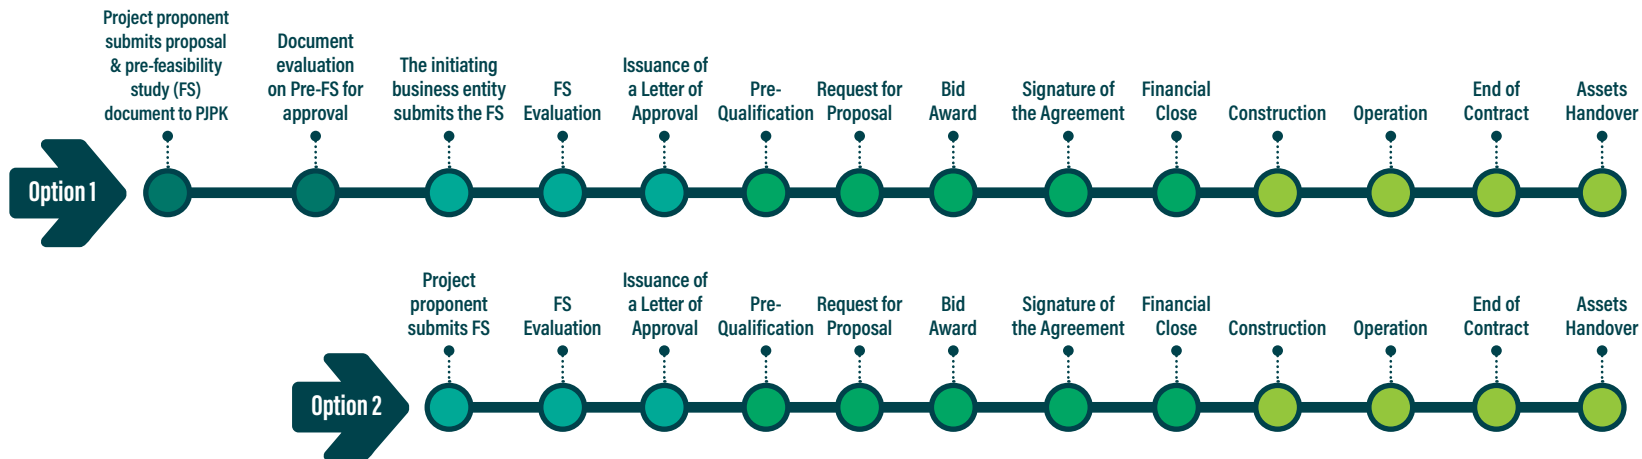 Project proponent
submits proposal
& pre-feasibility
study (FS)
document to PJPK
Document
evaluation
on Pre-FS for
approval
The initiating
business entity
submits the FS
FS
Evaluation
Issuance of
a Letter of
Approval
Pre-
Qualification
Request for
Proposal
Bid
Award
Signature of
the Agreement
Financial
Close
Construction
Operation
End of
Contract
Assets
Handover
Option 1
Project
proponent
submits FS
FS
Evaluation
Issuance of
a Letter of
Approval
Pre-
Qualification
Request for
Proposal
Bid
Award
Signature of
the Agreement
Financial
Close
Construction
Operation
End of
Contract
Assets
Handover
Option 2